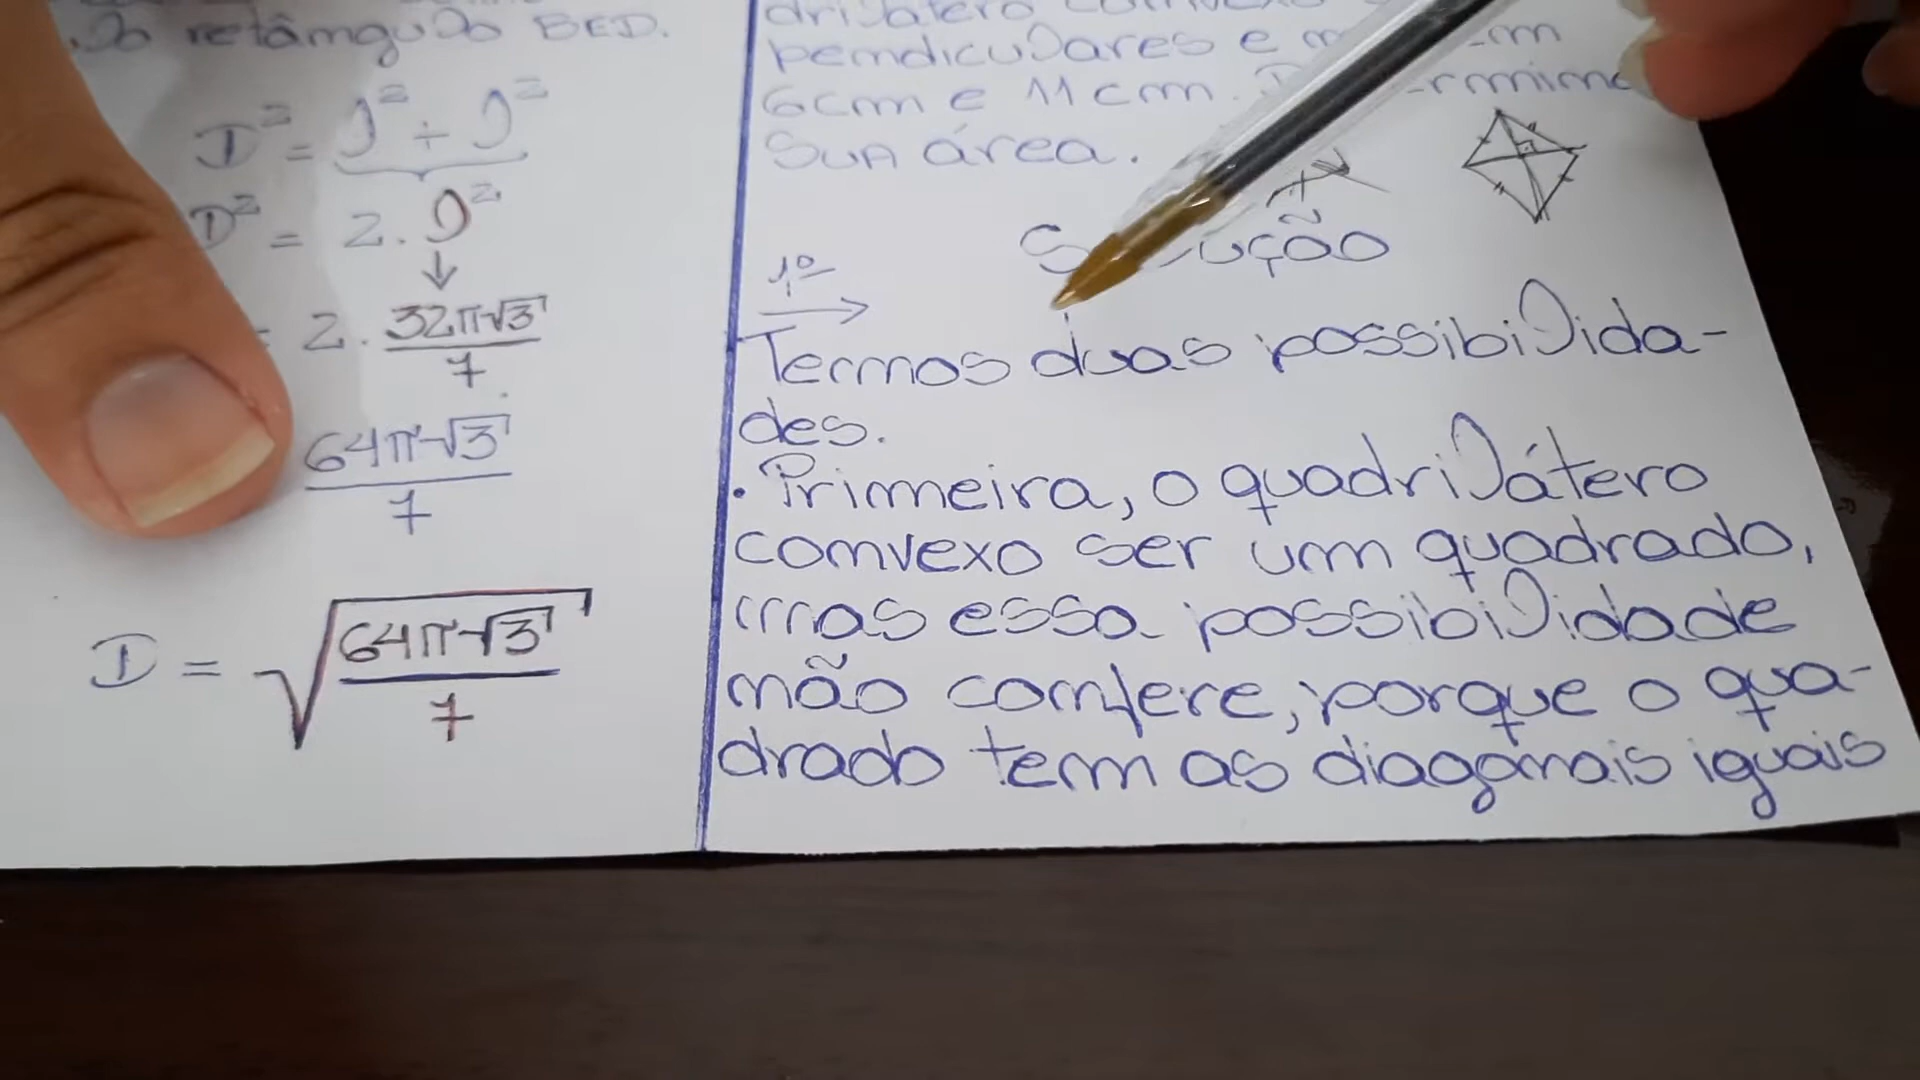 do retângulo BED.
D² = l² + l²
D² = 2 . l²
= 2 . 32π√3 / 7
64π√3 / 7
D = √(64π√3 / 7)
pendiculares e
6cm e 11cm.
Sua área.
Solução
1º
Temos duas possibilida-
des.
. Primeira, o quadrilátero
convexo ser um quadrado,
mas essa possibilidade
não confere, porque o qua-
drado tem as diagonais iguais